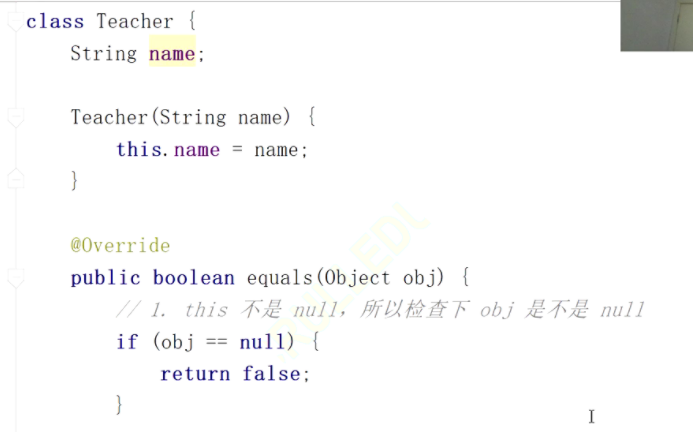 class Teacher {
String name;
Teacher(String name) {
this.name = name;
}
@Override
public boolean equals(Object obj) {
// 1. this 不是 null，所以检查下 obj 是不是 null
if (obj == null) {
return false;
}